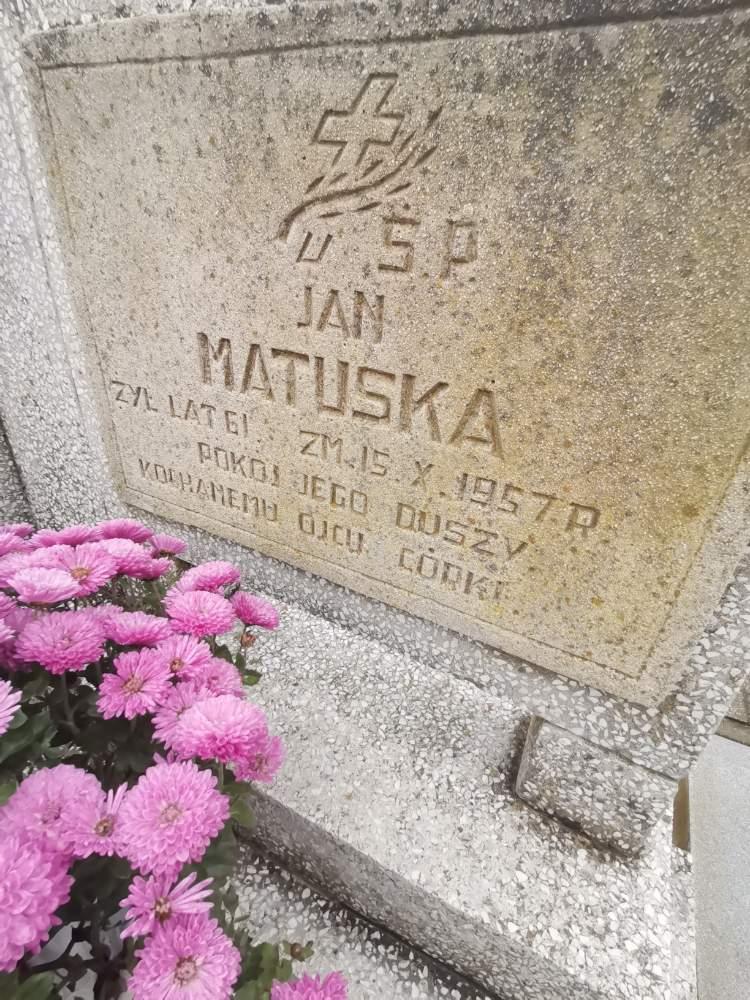 Ś.P.
JAN
MATUSKA
ŻYŁ LAT 61. ZM. 15.X.1957.R.
POKÓJ JEGO DUSZY
KOCHANEMU OJCU CÓRKI